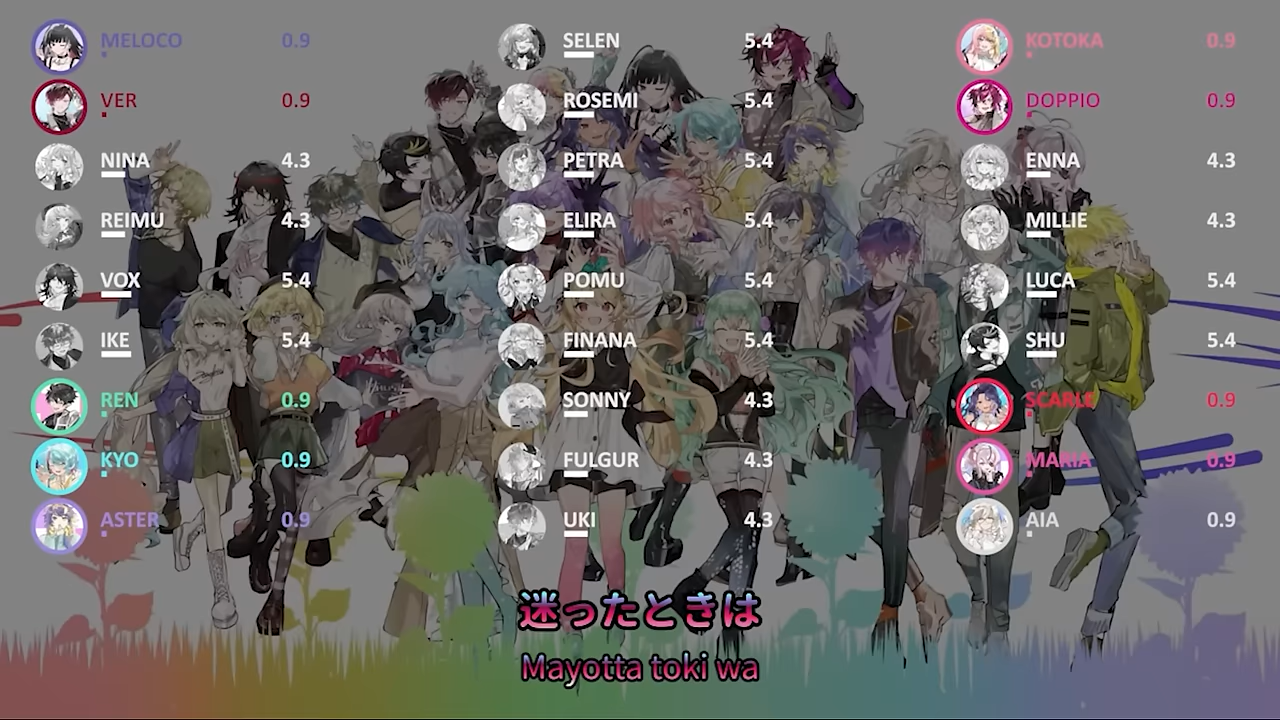 MELOCO 0.9
VER 0.9
NINA 4.3
REIMU 4.3
VOX 5.4
IKE 5.4
REN 0.9
KYO 0.9
ASTER 0.9
SELEN 5.4
ROSEMI 5.4
PETRA 5.4
ELIRA 5.4
POMU 5.4
FINANA 5.4
SONNY 4.3
FULGUR 4.3
UKI 4.3
KOTOKA 0.9
DOPPIO 0.9
ENNA 4.3
MILLIE 4.3
LUCA 5.4
SHU 5.4
SCARLE 0.9
MARIA 0.9
AIA 0.9
迷ったときは
Mayotta toki wa